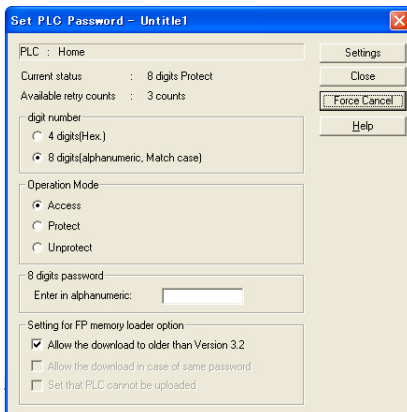 Set PLC Password - Untitle1
PLC : Home
Current status : 8 digits Protect
Available retry counts : 3 counts
digit number
4 digits(Hex.)
8 digits(alphanumeric, Match case)
Operation Mode
Access
Protect
Unprotect
8 digits password
Enter in alphanumeric:
Setting for FP memory loader option
Allow the download to older than Version 3.2
Allow the download in case of same password
Set that PLC cannot be uploaded
Settings
Close
Force Cancel
Help